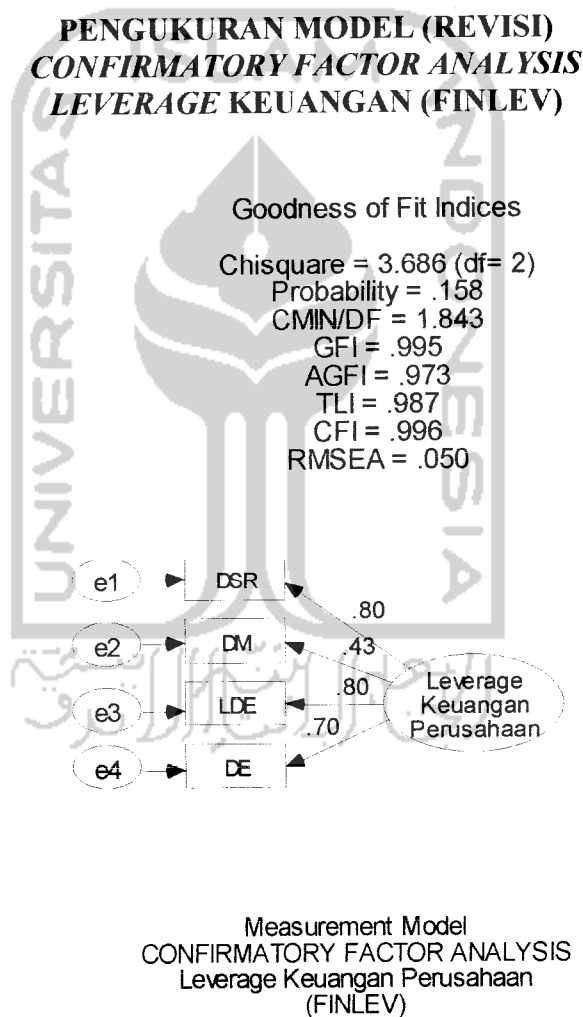 PENGUKURAN MODEL (REVISI)
CONFIRMATORY FACTOR ANALYSIS
LEVERAGE KEUANGAN (FINLEV)
ISLAM
UNIVERSITAS
INDONESIA
Goodness of Fit Indices
Chisquare = 3.686 (df= 2)
Probability = .158
CMIN/DF = 1.843
GFI = .995
AGFI = .973
TLI = .987
CFI = .996
RMSEA = .050
e1 DSR .80
e2 DM .43
e3 LDE .80
e4 DE .70
Leverage
Keuangan
Perusahaan
Measurement Model
CONFIRMATORY FACTOR ANALYSIS
Leverage Keuangan Perusahaan
(FINLEV)